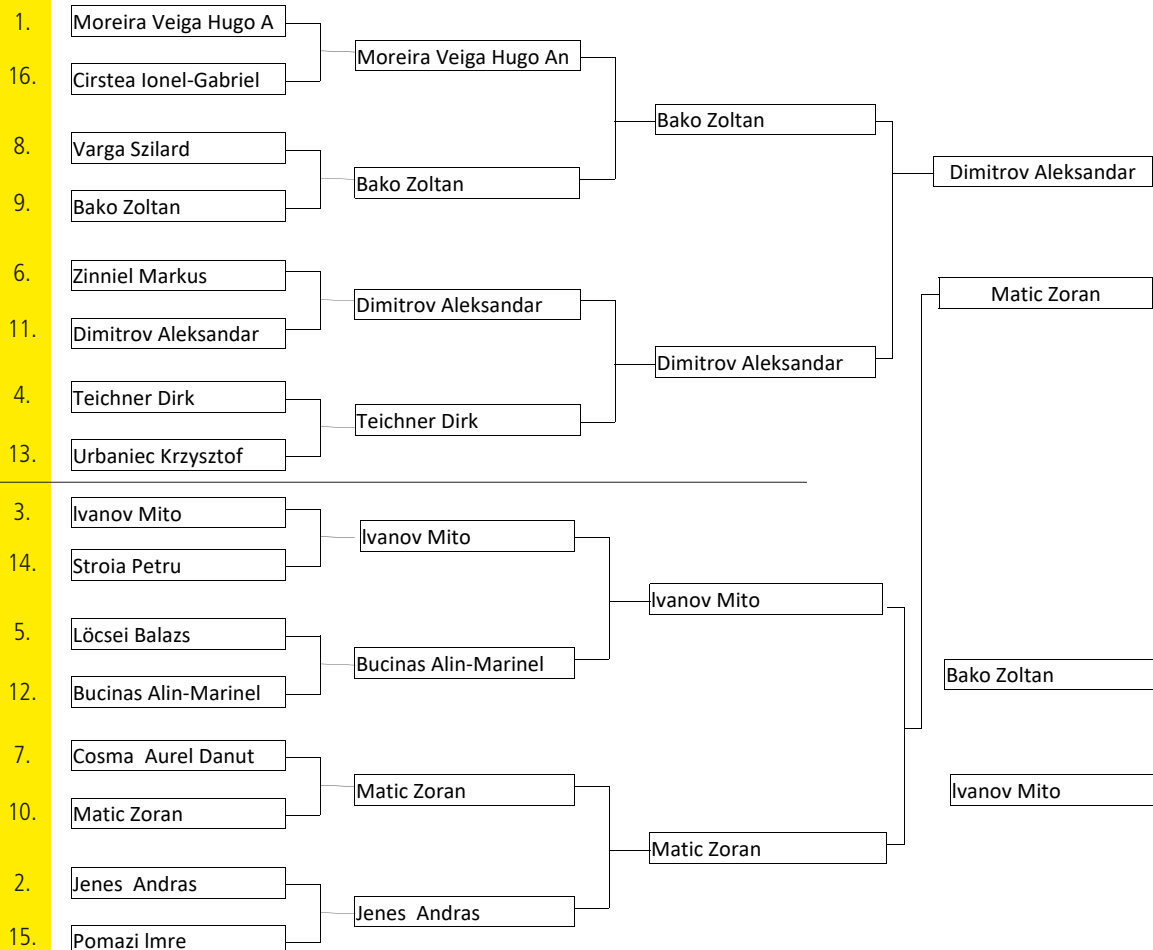 1.
Moreira Veiga Hugo A
16.
Cirstea Ionel-Gabriel
Moreira Veiga Hugo An
8.
Varga Szilard
9.
Bako Zoltan
Bako Zoltan
Bako Zoltan
6.
Zinniel Markus
11.
Dimitrov Aleksandar
Dimitrov Aleksandar
4.
Teichner Dirk
13.
Urbaniec Krzysztof
Teichner Dirk
Dimitrov Aleksandar
Dimitrov Aleksandar
Matic Zoran
3.
Ivanov Mito
14.
Stroia Petru
Ivanov Mito
5.
Löcsei Balazs
12.
Bucinas Alin-Marinel
Bucinas Alin-Marinel
Ivanov Mito
7.
Cosma  Aurel Danut
10.
Matic Zoran
Matic Zoran
2.
Jenes  Andras
15.
Pomazi Imre
Jenes  Andras
Matic Zoran
Bako Zoltan
Ivanov Mito